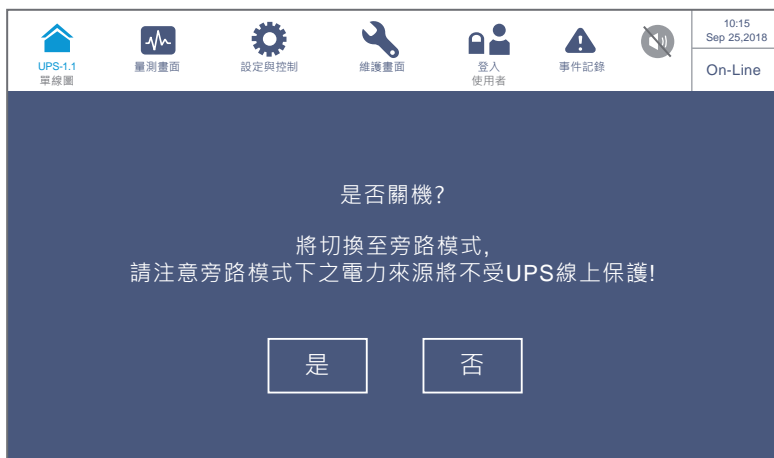 UPS-1.1
單線圖
量測畫面
設定與控制
維護畫面
登入
使用者
事件記錄
10:15
Sep 25,2018
On-Line
是否關機?
將切換至旁路模式,
請注意旁路模式下之電力來源將不受UPS線上保護!
是
否